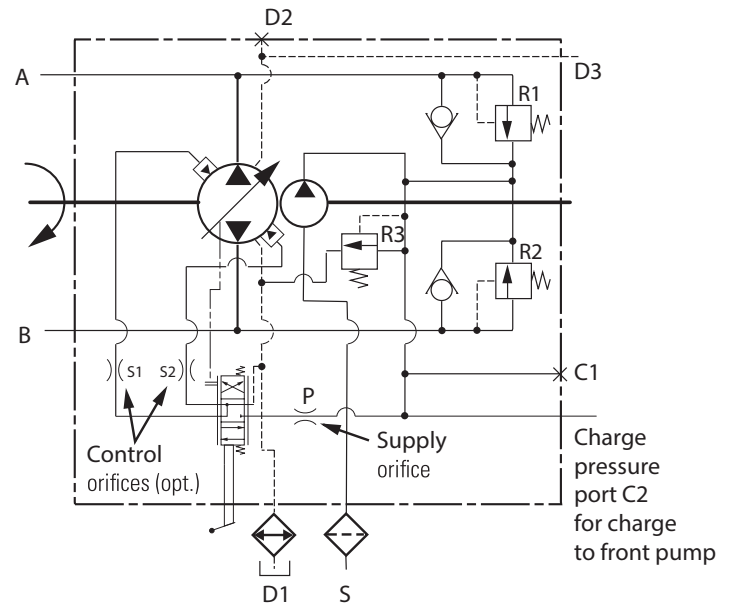 D2
A
D3
R1
R3
R2
B
S1
S2
P
C1
Control
orifices (opt.)
Supply
orifice
Charge
pressure
port C2
for charge
to front pump
D1
S